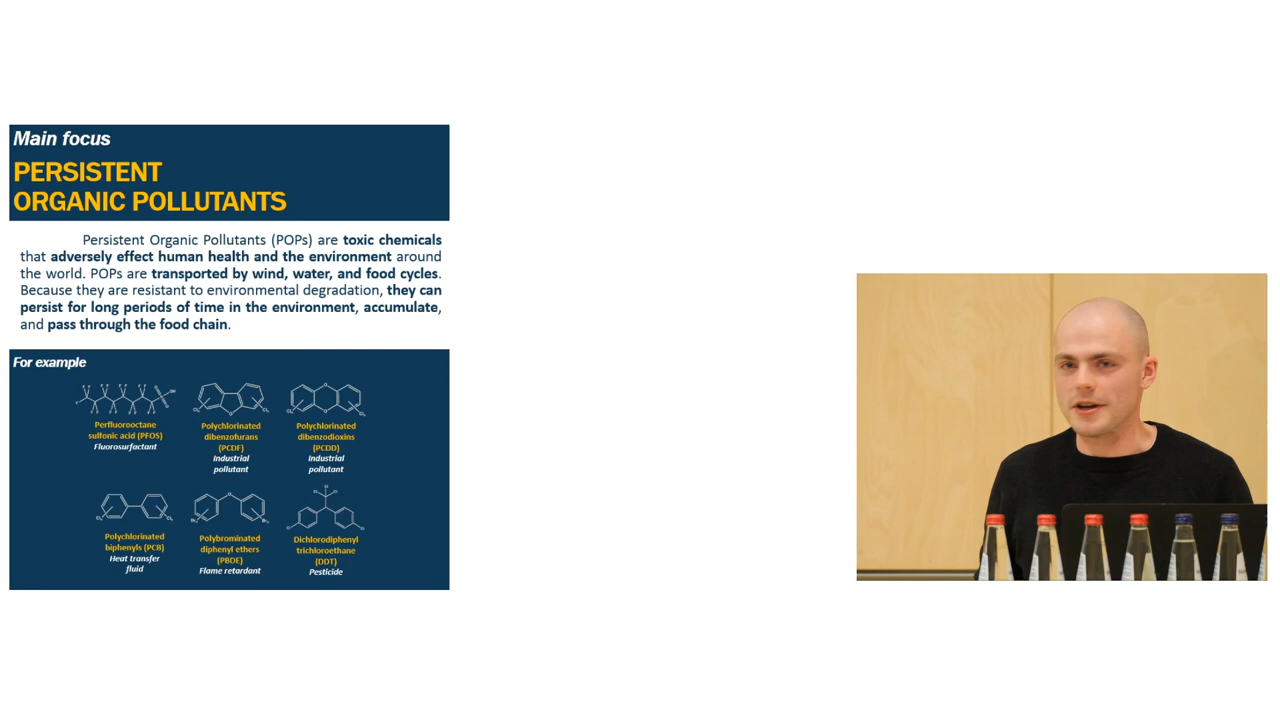 Main focus
PERSISTENT
ORGANIC POLLUTANTS
Persistent Organic Pollutants (POPs) are toxic chemicals
that adversely effect human health and the environment around
the world. POPs are transported by wind, water, and food cycles.
Because they are resistant to environmental degradation, they can
persist for long periods of time in the environment, accumulate,
and pass through the food chain.
For example
Perfluorooctane
sulfonic acid (PFOS)
Fluorosurfactant
Polychlorinated
dibenzofurans
(PCDF)
Industrial
pollutant
Polychlorinated
dibenzodioxins
(PCDD)
Industrial
pollutant
Polychlorinated
biphenyls (PCB)
Heat transfer
fluid
Polybrominated
diphenyl ethers
(PBDE)
Flame retardant
Dichlorodiphenyl
trichloroethane
(DDT)
Pesticide